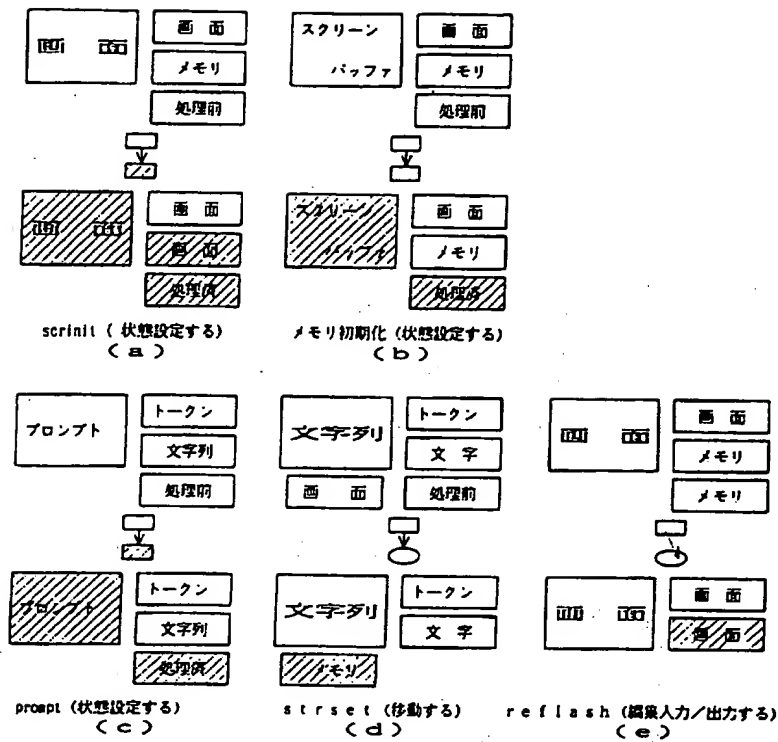 画 面
画 面
メモリ
処理前
画 面
画 面
画 面
処理済
scrinit ( 状態設定する)
( a )
スクリーン
バッファ
画 面
メモリ
処理前
スクリーン
バッファ
画 面
メモリ
処理済
メモリ初期化 (状態設定する)
( b )
プロンプト
トークン
文字列
処理前
プロンプト
トークン
文字列
処理済
prompt (状態設定する)
( c )
文字列
トークン
文 字
画 面
処理前
文字列
トークン
文 字
メモリ
strset (移動する)
( d )
画 面
画 面
メモリ
メモリ
画 面
画 面
画 面
reflash (編集入力/出力する)
( e )